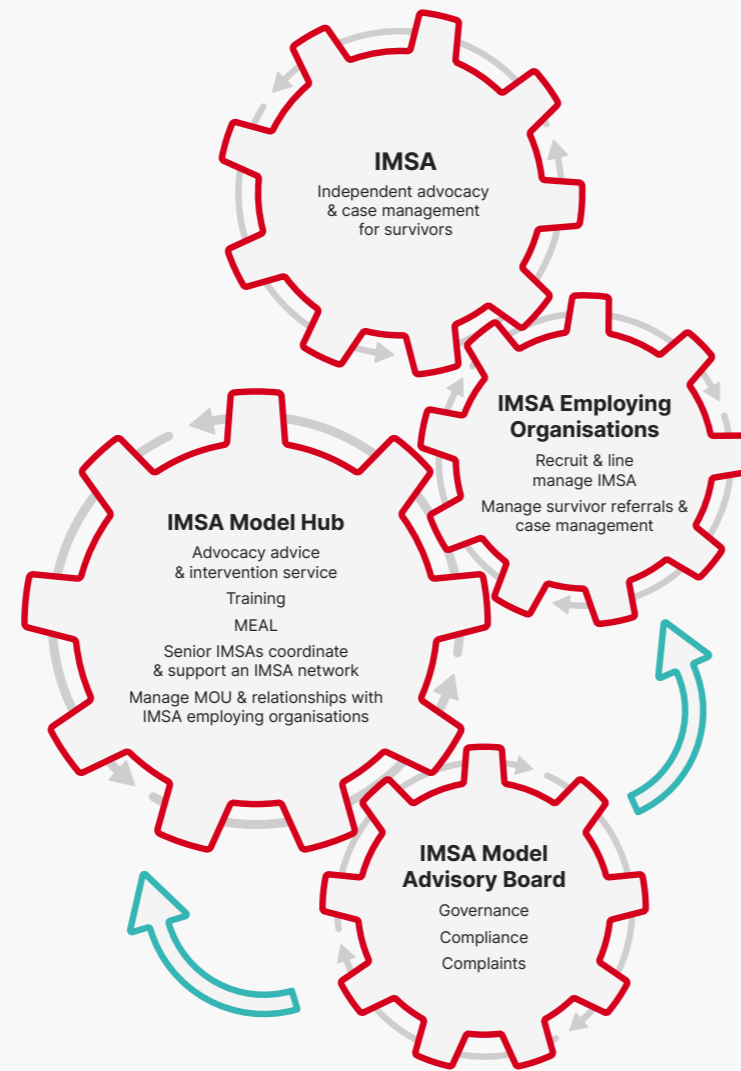 IMSA
Independent advocacy
& case management
for survivors
IMSA Employing
Organisations
Recruit & line
manage IMSA
Manage survivor referrals &
case management
IMSA Model Hub
Advocacy advice
& intervention service
Training
MEAL
Senior IMSAs coordinate
& support an IMSA network
Manage MOU & relationships with
IMSA employing organisations
IMSA Model
Advisory Board
Governance
Compliance
Complaints